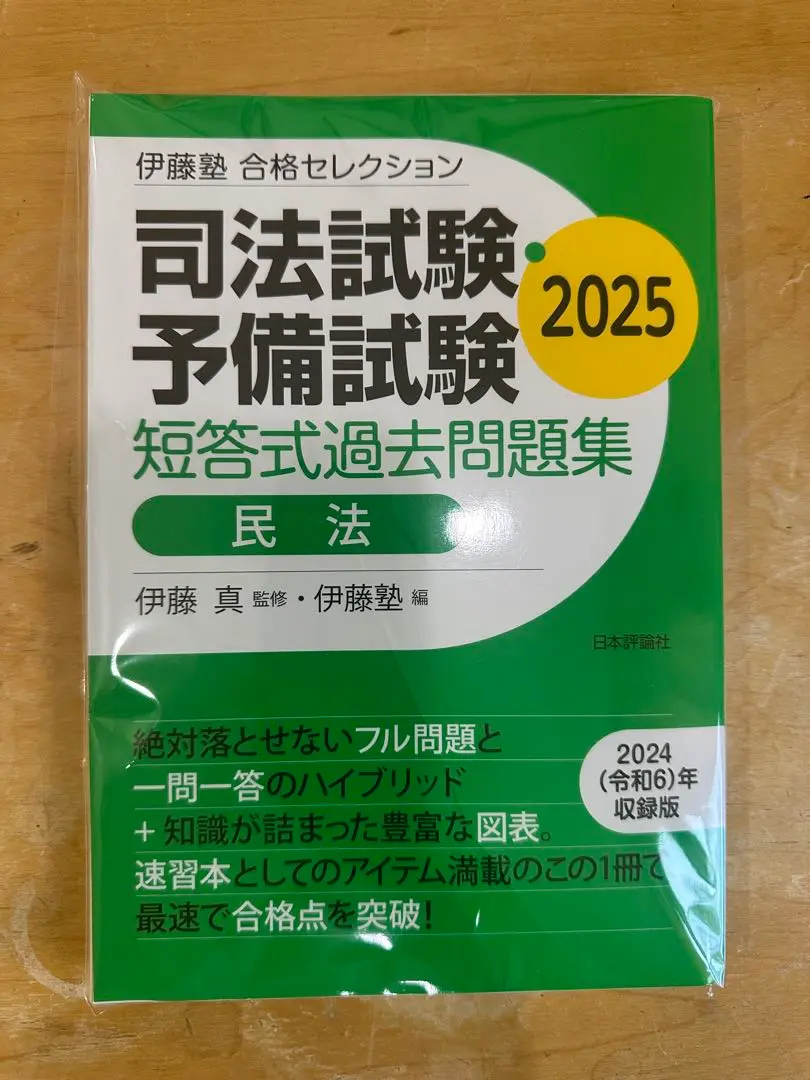 伊藤塾 合格セレクション
司法試験・
予備試験
2025
短答式過去問題集
民法
伊藤 真 監修・伊藤塾 編
日本評論社
絶対落とせないフル問題と
一問一答のハイブリッド
+知識が詰まった豊富な図表。
速習本としてのアイテム満載のこの1冊で
最速で合格点を突破!
2024
(令和6)年
収録版